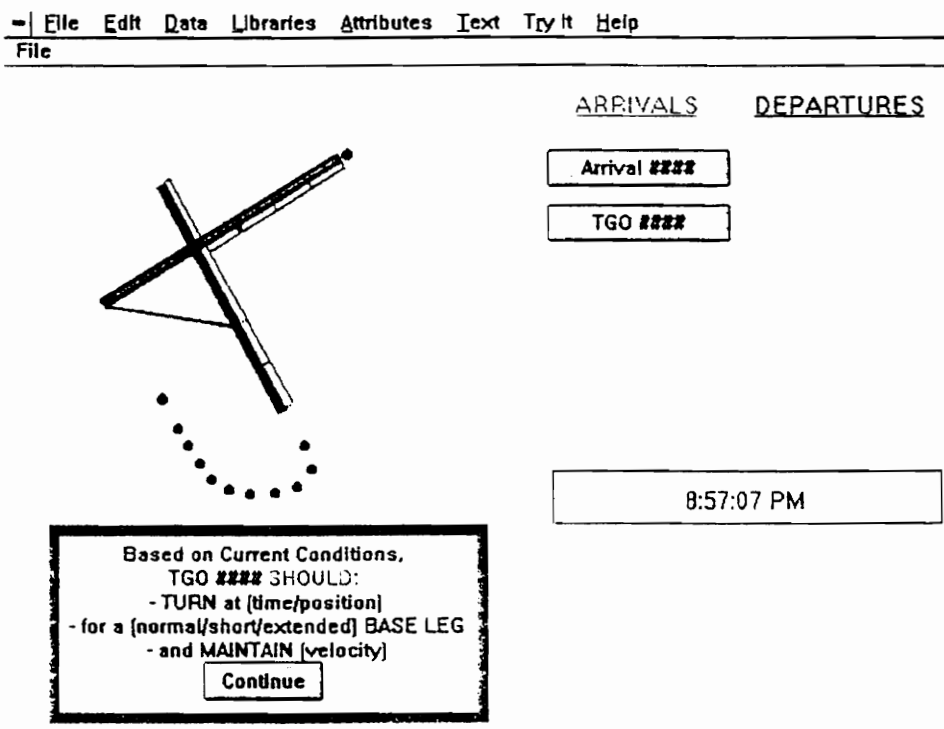 File Edit Data Libraries Attributes Text Try It Help
File
ARRIVALS DEPARTURES
Arrival ####
TGO ####
8:57:07 PM
Based on Current Conditions,
TGO #### SHOULD:
- TURN at [time/position]
- for a [normal/short/extended] BASE LEG
- and MAINTAIN [velocity]
Continue